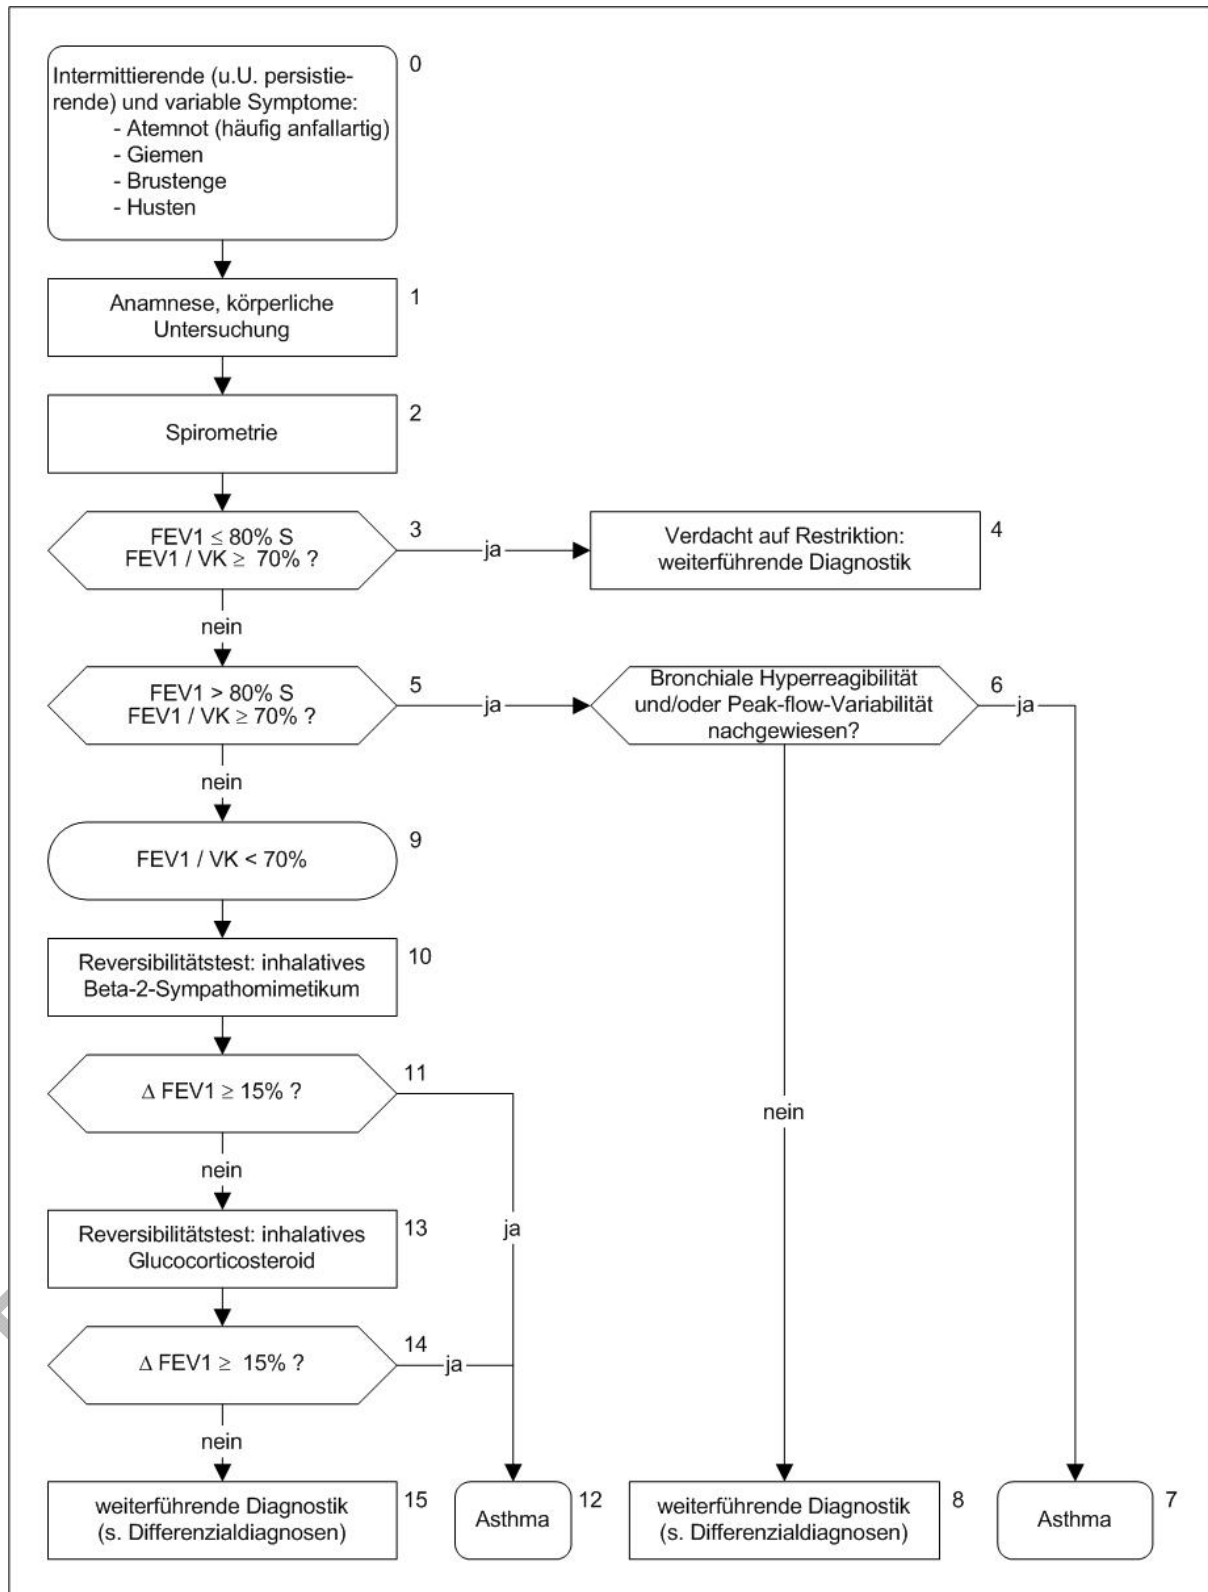 0
Intermittierende (u.U. persistie-
rende) und variable Symptome:
- Atemnot (häufig anfallartig)
- Giemen
- Brustenge
- Husten
1
Anamnese, körperliche
Untersuchung
2
Spirometrie
3
FEV1 ≤ 80% S
FEV1 / VK ≥ 70% ?
ja
4
Verdacht auf Restriktion:
weiterführende Diagnostik
nein
5
FEV1 > 80% S
FEV1 / VK ≥ 70% ?
ja
6
Bronchiale Hyperreagibilität
und/oder Peak-flow-Variabilität
nachgewiesen?
ja
nein
9
FEV1 / VK < 70%
10
Reversibilitätstest: inhalatives
Beta-2-Sympathomimetikum
11
Δ FEV1 ≥ 15% ?
nein
nein
13
Reversibilitätstest: inhalatives
Glucocorticosteroid
ja
14
Δ FEV1 ≥ 15% ?
ja
nein
15
weiterführende Diagnostik
(s. Differenzialdiagnosen)
12
Asthma
8
weiterführende Diagnostik
(s. Differenzialdiagnosen)
7
Asthma